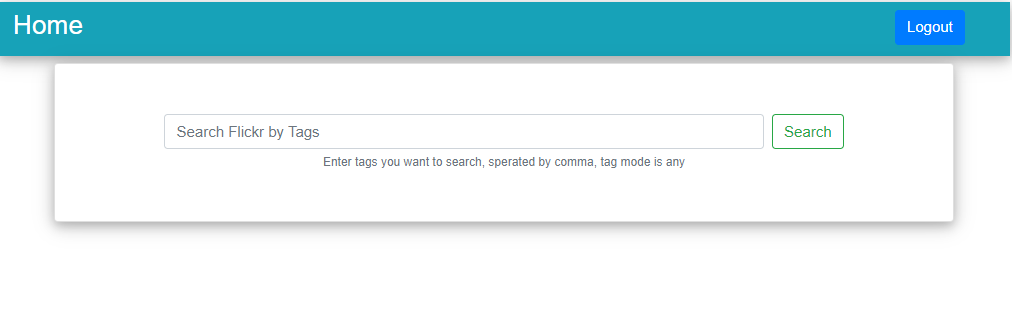 Home
Logout
Search Flickr by Tags
Search
Enter tags you want to search, sperated by comma, tag mode is any